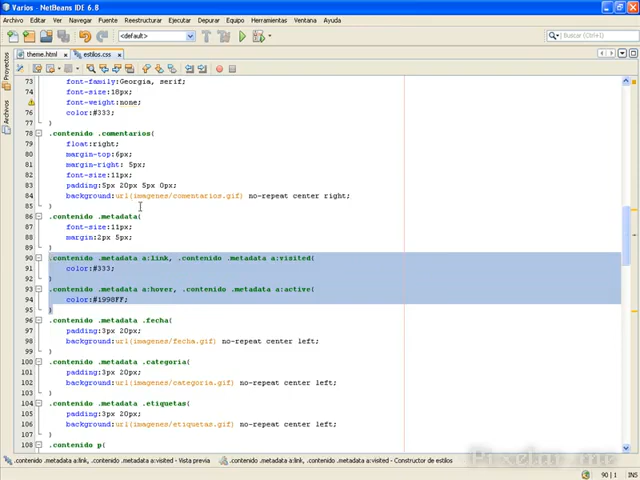 Varios - NetBeans IDE 6.8
Archivo Editar Ver Navegar Fuente Reestructurar Ejecutar Depurar Equipo Herramientas Ventana Ayuda
<default>
Buscar (Ctrl+I)
theme.html estilos.css
Proyectos
Archivos
73 font-family:Georgia, serif;
74 font-size:18px;
font-weight:none;
76 color:#333;
77 }
78 .contenido .comentarios{
79 float:right;
80 margin-top:6px;
81 margin-right: 5px;
82 font-size:11px;
83 padding:5px 20px 5px 0px;
84 background:url(imagenes/comentarios.gif) no-repeat center right;
85 }
86 .contenido .metadata{
87 font-size:11px;
88 margin:2px 5px;
89 }
90 .contenido .metadata a:link, .contenido .metadata a:visited{
91 color:#333;
92 }
93 .contenido .metadata a:hover, .contenido .metadata a:active{
94 color:#1998FF;
95 }
96 .contenido .metadata .fecha{
97 padding:3px 20px;
98 background:url(imagenes/fecha.gif) no-repeat center left;
99 }
100 .contenido .metadata .categoria{
101 padding:3px 20px;
102 background:url(imagenes/categoria.gif) no-repeat center left;
103 }
104 .contenido .metadata .etiquetas{
105 padding:3px 20px;
106 background:url(imagenes/etiquetas.gif) no-repeat center left;
107 }
108 .contenido p{
.contenido .metadata a:link, .contenido .metadata a:visited - Vista previa .contenido .metadata a:link, .contenido .metadata a:visited - Constructor de estilos
Pixelar me
90 | 1 INS